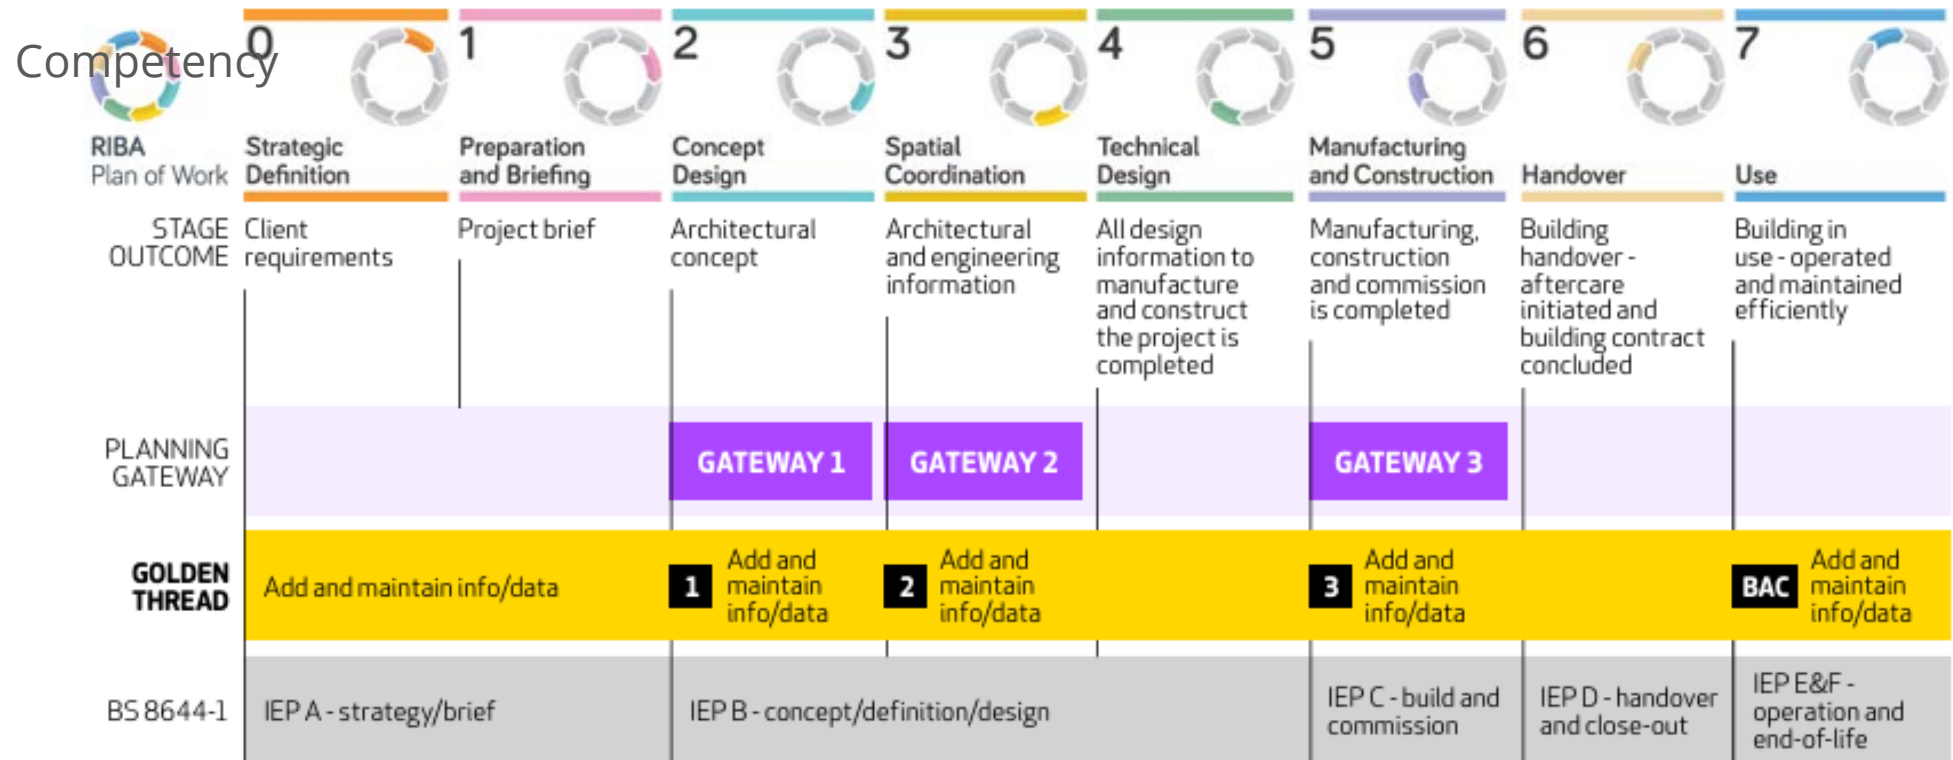 Competency
0
1
2
3
4
5
6
7
RIBA
Plan of Work
Strategic
Definition
Preparation
and Briefing
Concept
Design
Spatial
Coordination
Technical
Design
Manufacturing
and Construction
Handover
Use
STAGE
OUTCOME
Client
requirements
Project brief
Architectural
concept
Architectural
and engineering
information
All design
information to
manufacture
and construct
the project is
completed
Manufacturing,
construction
and commission
is completed
Building
handover -
aftercare
initiated and
building contract
concluded
Building in
use - operated
and maintained
efficiently
PLANNING
GATEWAY
GATEWAY 1
GATEWAY 2
GATEWAY 3
GOLDEN
THREAD
Add and maintain info/data
1
Add and
maintain
info/data
2
Add and
maintain
info/data
3
Add and
maintain
info/data
BAC
Add and
maintain
info/data
BS 8644-1
IEP A - strategy/brief
IEP B - concept/definition/design
IEP C - build and
commission
IEP D - handover
and close-out
IEP E&F -
operation and
end-of-life